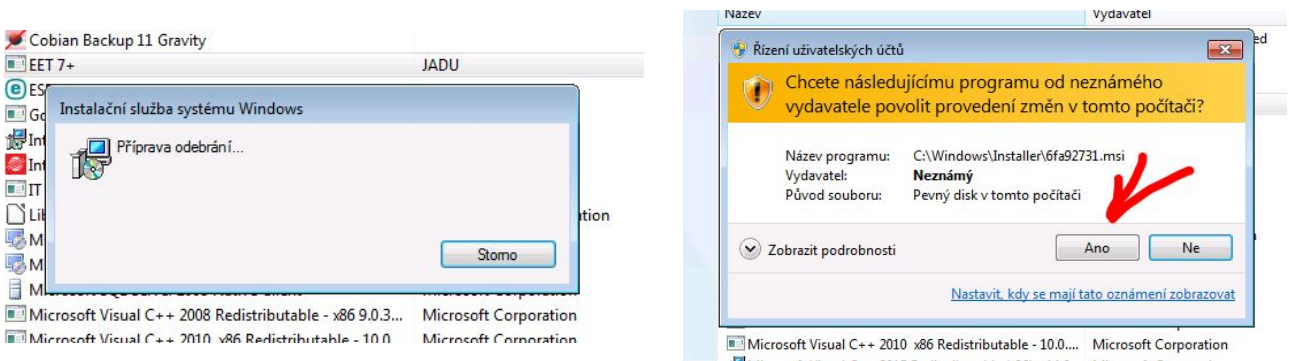 Cobian Backup 11 Gravity
EET 7+ JADU
Instalační služba systému Windows
Příprava odebrání...
Storno
Microsoft Visual C++ 2008 Redistributable - x86 9.0.3... Microsoft Corporation
Microsoft Visual C++ 2010 x86 Redistributable - 10.0... Microsoft Corporation
Název Vydavatel
Řízení uživatelských účtů
Chcete následujícímu programu od neznámého
vydavatele povolit provedení změn v tomto počítači?
Název programu: C:\Windows\Installer\6fa92731.msi
Vydavatel: Neznámý
Původ souboru: Pevný disk v tomto počítači
Zobrazit podrobnosti
Ano
Ne
Nastavit, kdy se mají tato oznámení zobrazovat
Microsoft Visual C++ 2010 x86 Redistributable - 10.0.... Microsoft Corporation